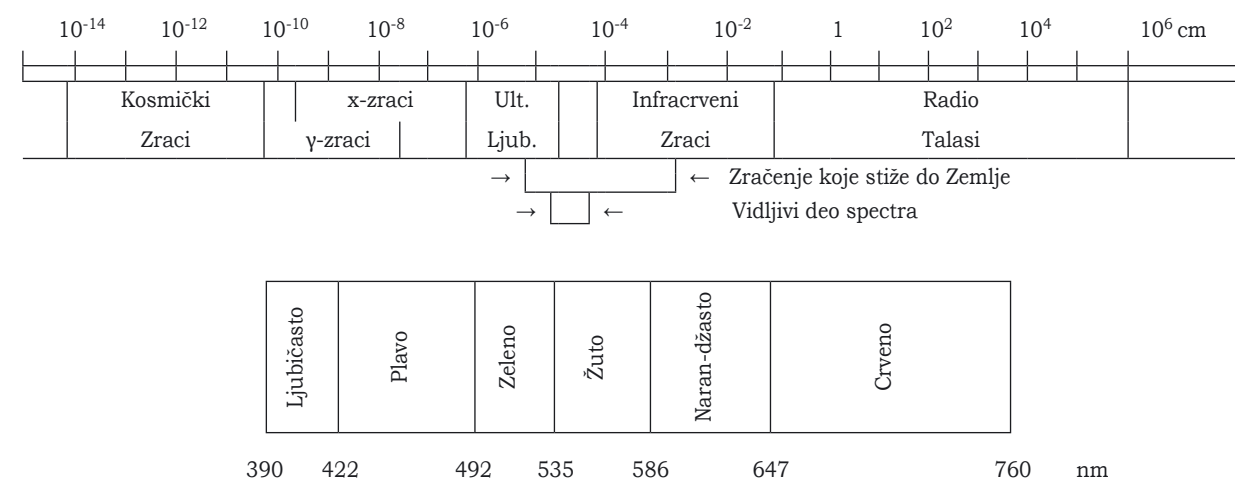 10⁻¹⁴ 10⁻¹² 10⁻¹⁰ 10⁻⁸ 10⁻⁶ 10⁻⁴ 10⁻² 1 10² 10⁴ 10⁶ cm
Kosmički x-zraci Ult. Infracrveni Radio
Zraci γ-zraci Ljub. Zraci Talasi
→ ← Zračenje koje stiže do Zemlje
→ ← Vidljivi deo spectra
Ljubičasto Plavo Zeleno Žuto Naran-džasto Crveno
390 422 492 535 586 647 760 nm